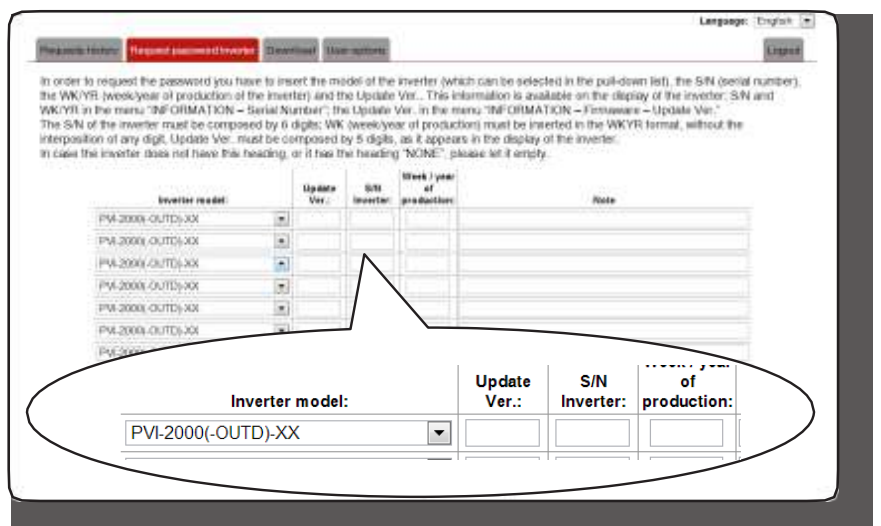 Language: English
Requests history Request password Inverter Download User options Logout
In order to request the password you have to insert the model of the inverter (which can be selected in the pull-down list), the S/N (serial number),
the WK/YR (week/year of production of the inverter) and the Update Ver.. This information is available on the display of the inverter; S/N and
WK/YR in the menu "INFORMATION – Serial Number"; the Update Ver. in the menu "INFORMATION – Firmware – Update Ver."
The S/N of the inverter must be composed by 6 digits; WK (week/year of production) must be inserted in the WKYR format, without the
interposition of any digit, Update Ver. must be composed by 5 digits, as it appears in the display of the inverter.
In case the inverter does not have this heading, or it has the heading "NONE", please let it empty.
Inverter model: Update Ver.: S/N Inverter: Week / year of production: Note
PVI-2000(-OUTD)-XX
PVI-2000(-OUTD)-XX
PVI-2000(-OUTD)-XX
PVI-2000(-OUTD)-XX
PVI-2000(-OUTD)-XX
PVI-2000(-OUTD)-XX
Inverter model: Update Ver.: S/N Inverter: Week / year of production:
PVI-2000(-OUTD)-XX